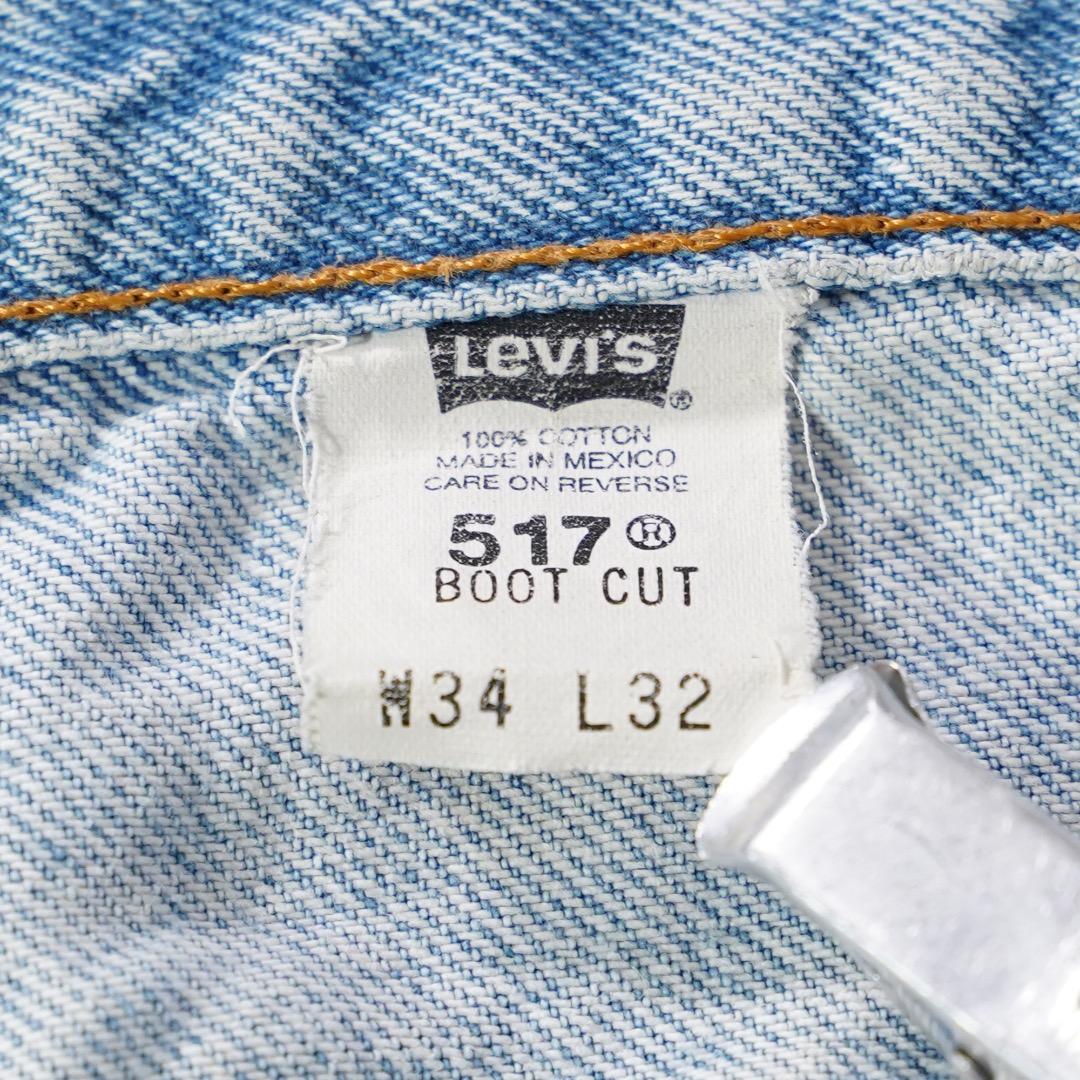 Levi's ®
100% COTTON
MADE IN MEXICO
CARE ON REVERSE
517®
BOOT CUT
W34 L32